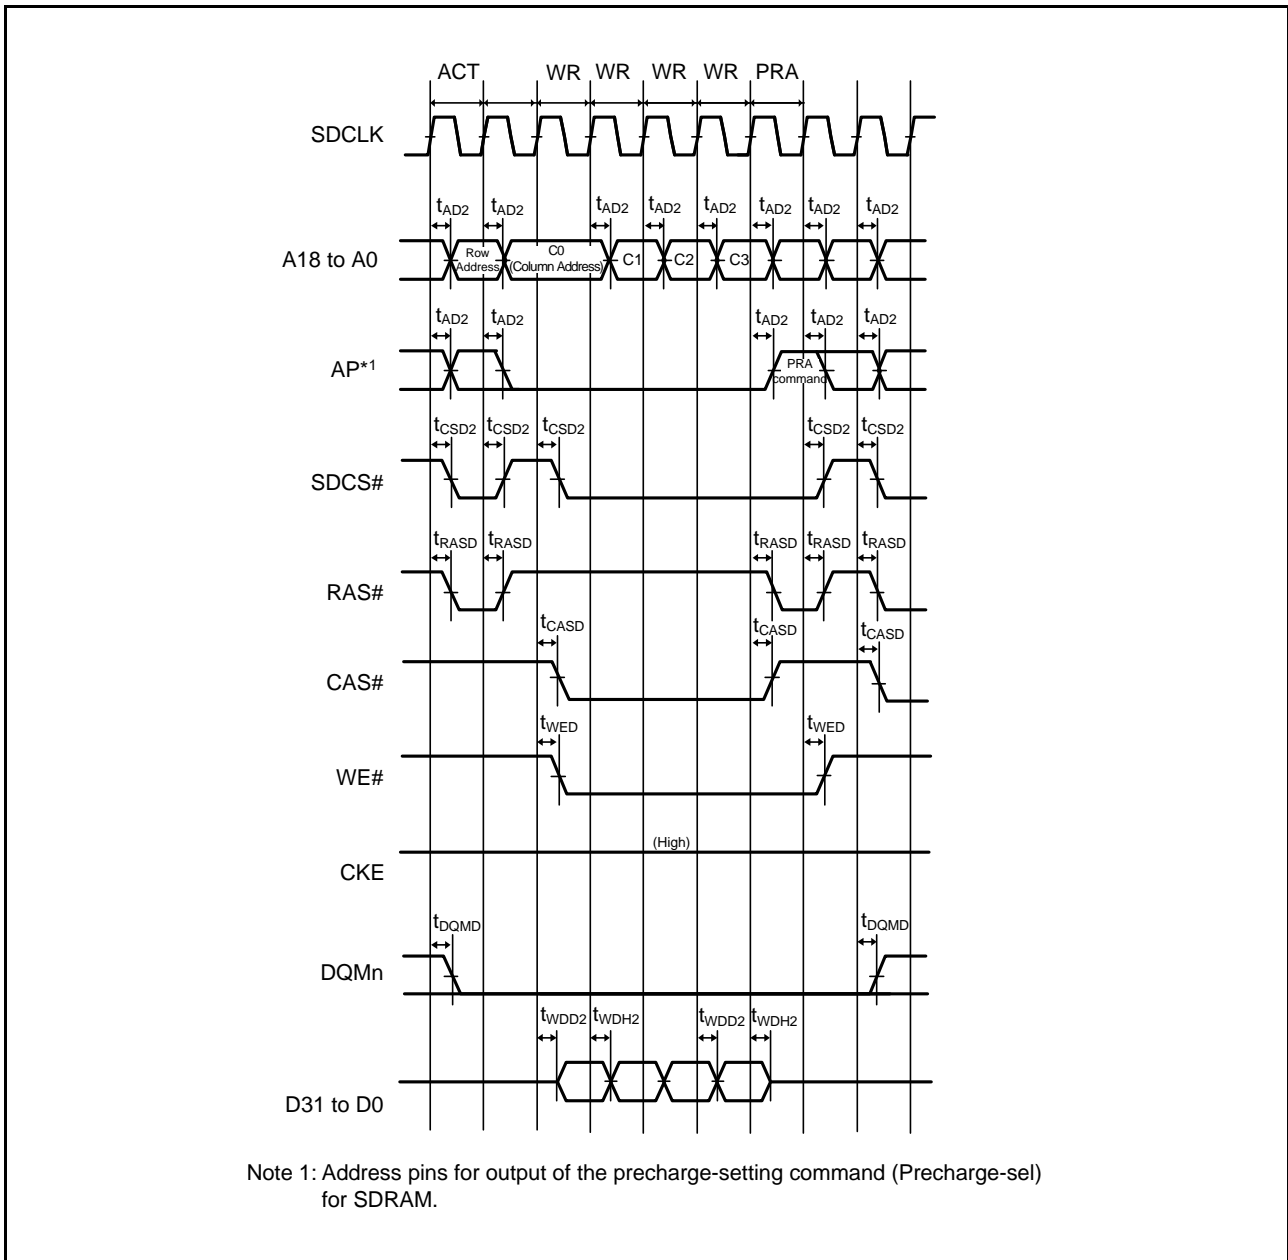 ACT WR WR WR WR PRA
SDCLK
tAD2 tAD2 tAD2 tAD2 tAD2 tAD2 tAD2 tAD2
A18 to A0
Row
Address
C0
(Column Address)
C1 C2 C3
tAD2 tAD2 tAD2 tAD2 tAD2
AP*1
PRA
command
tCSD2 tCSD2 tCSD2 tCSD2 tCSD2
SDCS#
tRASD tRASD tRASD tRASD tRASD
RAS#
tCASD tCASD tCASD
CAS#
tWED tWED
WE#
(High)
CKE
tDQMD tDQMD
DQMn
tWDD2 tWDH2 tWDD2 tWDH2
D31 to D0
Note 1: Address pins for output of the precharge-setting command (Precharge-sel)
for SDRAM.